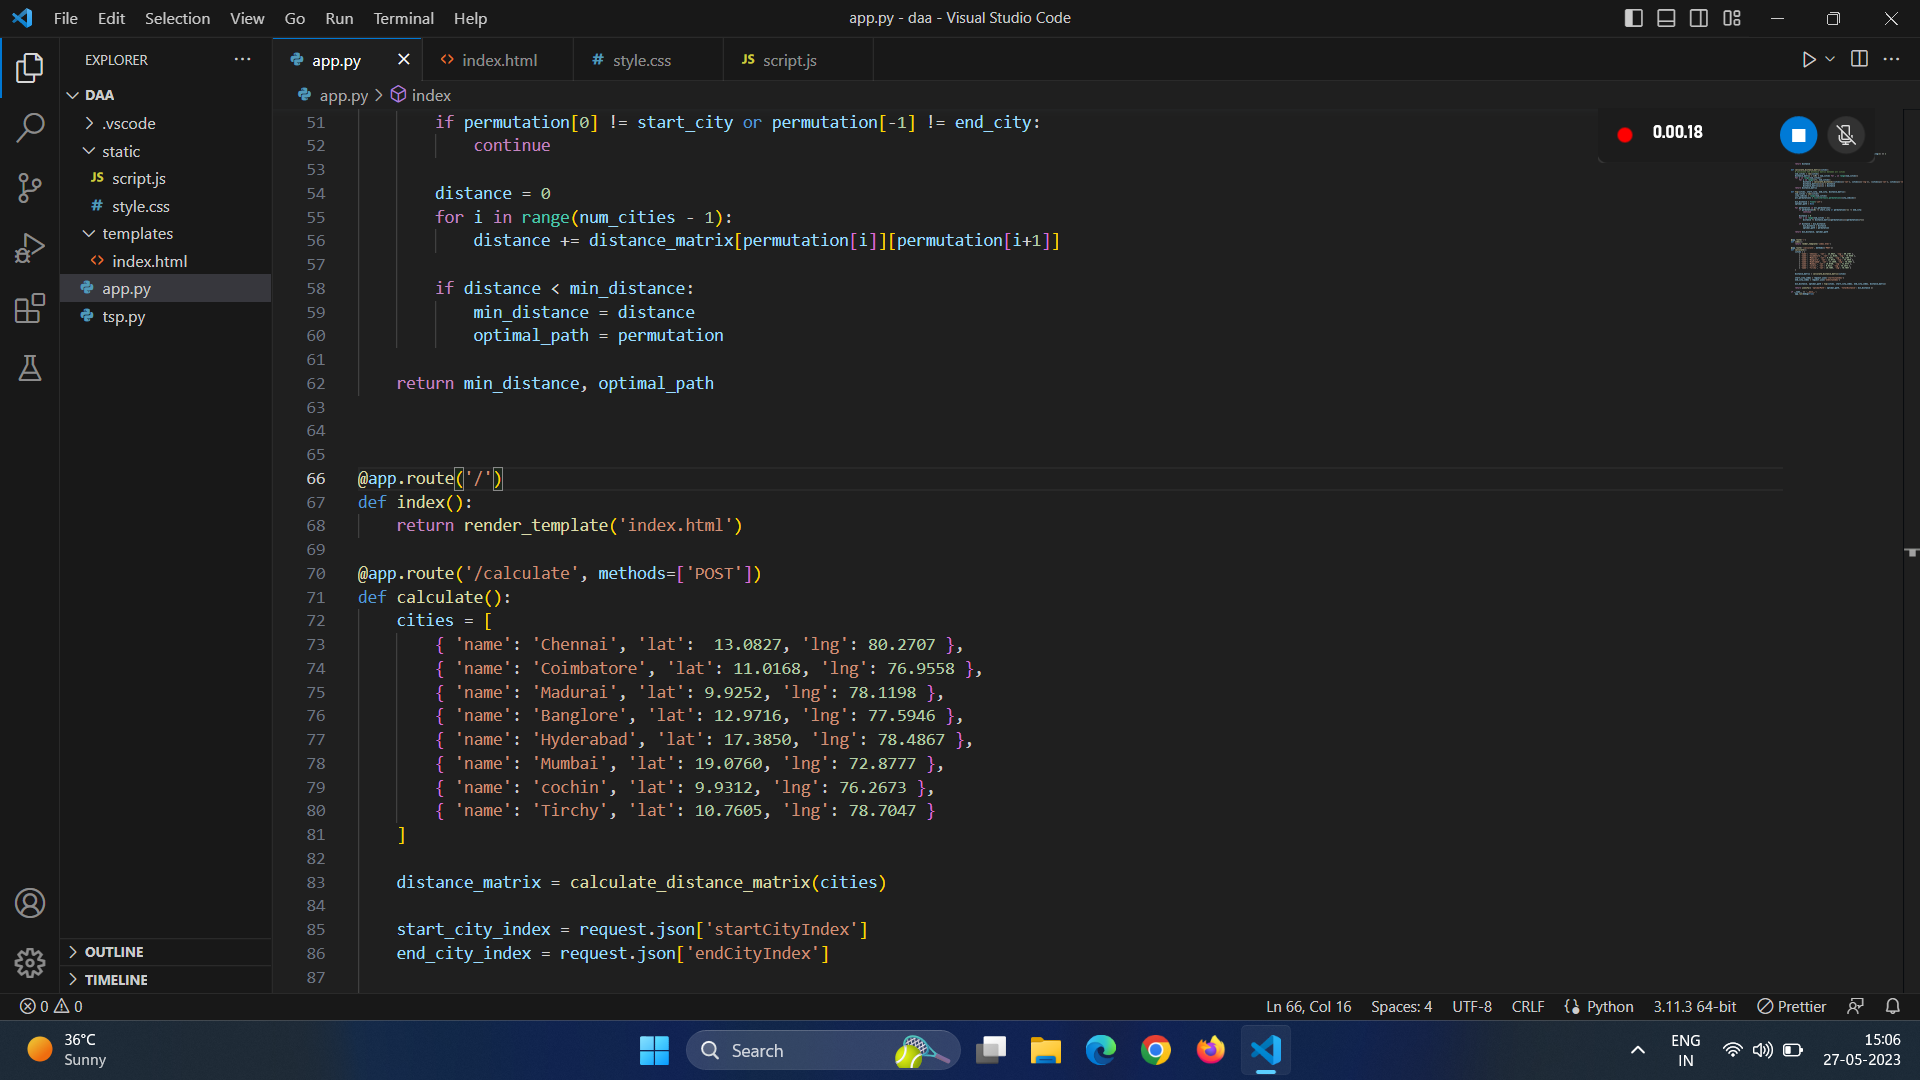 File Edit Selection View Go Run Terminal Help
app.py - daa - Visual Studio Code
EXPLORER
DAA
.vscode
static
JS script.js
# style.css
templates
<> index.html
app.py
tsp.py
OUTLINE
TIMELINE
app.py
<> index.html
# style.css
JS script.js
app.py > index
0.00.18
51 if permutation[0] != start_city or permutation[-1] != end_city:
52 continue
53
54 distance = 0
55 for i in range(num_cities - 1):
56 distance += distance_matrix[permutation[i]][permutation[i+1]]
57
58 if distance < min_distance:
59 min_distance = distance
60 optimal_path = permutation
61
62 return min_distance, optimal_path
63
64
65
66 @app.route('/')
67 def index():
68 return render_template('index.html')
69
70 @app.route('/calculate', methods=['POST'])
71 def calculate():
72 cities = [
73 { 'name': 'Chennai', 'lat':  13.0827, 'lng': 80.2707 },
74 { 'name': 'Coimbatore', 'lat': 11.0168, 'lng': 76.9558 },
75 { 'name': 'Madurai', 'lat': 9.9252, 'lng': 78.1198 },
76 { 'name': 'Banglore', 'lat': 12.9716, 'lng': 77.5946 },
77 { 'name': 'Hyderabad', 'lat': 17.3850, 'lng': 78.4867 },
78 { 'name': 'Mumbai', 'lat': 19.0760, 'lng': 72.8777 },
79 { 'name': 'cochin', 'lat': 9.9312, 'lng': 76.2673 },
80 { 'name': 'Tirchy', 'lat': 10.7605, 'lng': 78.7047 }
81 ]
82
83 distance_matrix = calculate_distance_matrix(cities)
84
85 start_city_index = request.json['startCityIndex']
86 end_city_index = request.json['endCityIndex']
87
0 0
Ln 66, Col 16 Spaces: 4 UTF-8 CRLF Python 3.11.3 64-bit Prettier
36°C
Sunny
Search
ENG
IN
15:06
27-05-2023